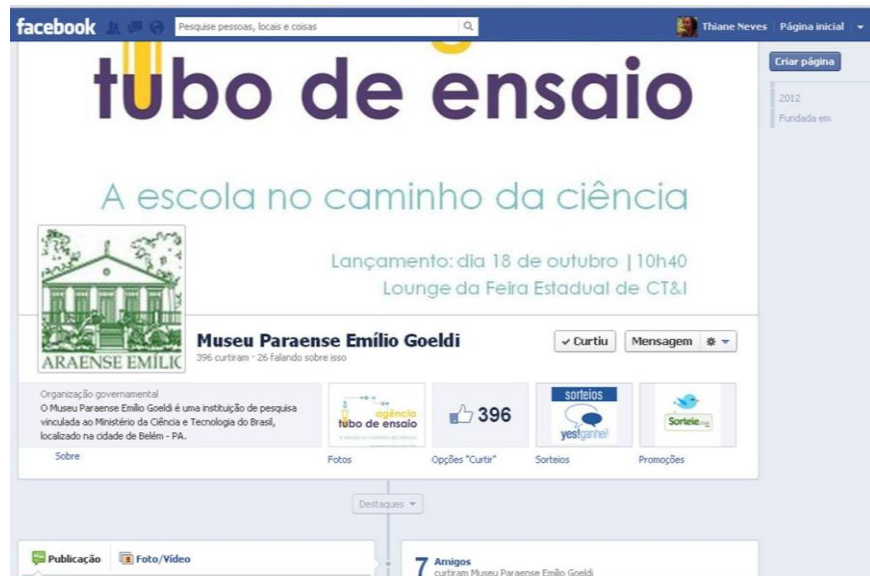 facebook
Pesquise pessoas, locais e coisas
Thiane Neves
Página inicial
tubo de ensaio
A escola no caminho da ciência
Lançamento: dia 18 de outubro | 10h40
Lounge da Feira Estadual de CT&I
Criar página
2012
Fundada em
ARAENSE EMÍLIC
Museu Paraense Emílio Goeldi
396 curtiram · 26 falando sobre isso
Curtiu
Mensagem
Organização governamental
O Museu Paraense Emílio Goeldi é uma instituição de pesquisa
vinculada ao Ministério da Ciência e Tecnologia do Brasil,
localizado na cidade de Belém - PA.
Sobre
agência
tubo de ensaio
Fotos
396
Opções "Curtir"
sorteios
yes!ganhei
Sorteios
Sorteie
Promoções
Destaques
Publicação
Foto/Vídeo
7 Amigos
curtiram Museu Paraense Emílio Goeldi